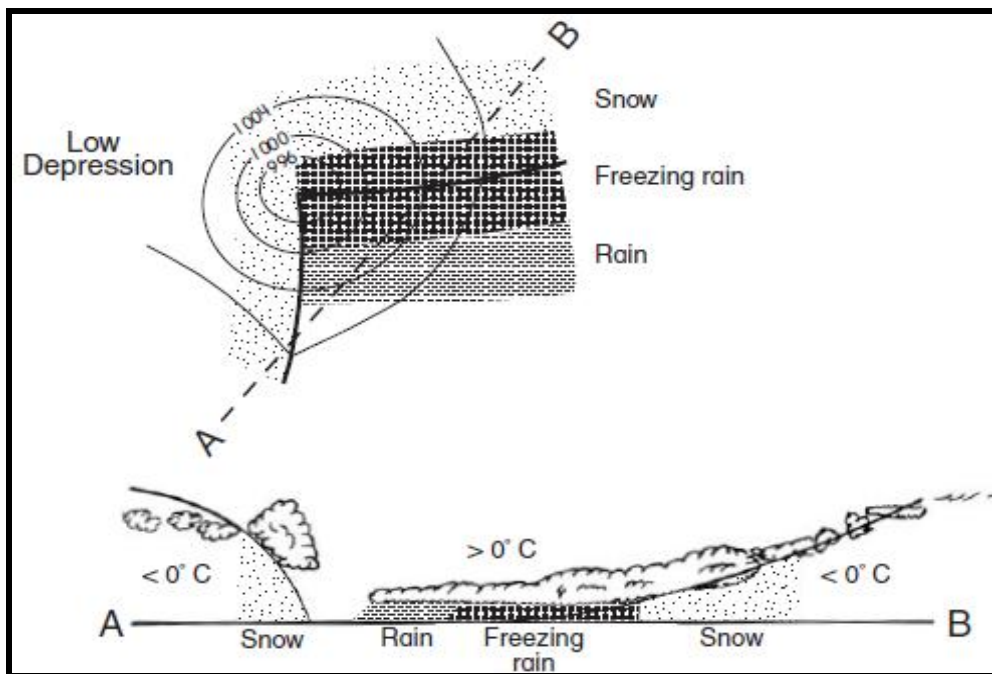 B
Snow
1004
1000
996
Low
Depression
Freezing rain
Rain
A
> 0° C
< 0° C
< 0° C
A
B
Snow
Rain
Freezing
rain
Snow